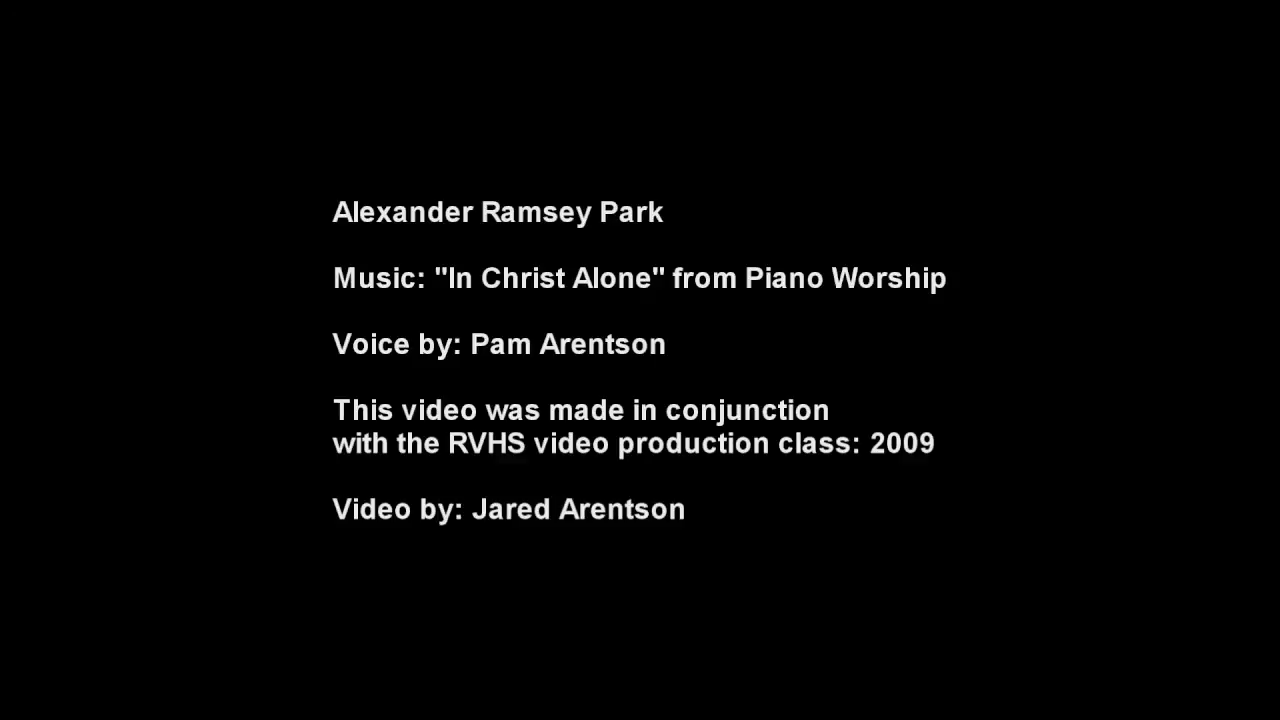 Alexander Ramsey Park
Music: "In Christ Alone" from Piano Worship
Voice by: Pam Arentson
This video was made in conjunction
with the RVHS video production class: 2009
Video by: Jared Arentson